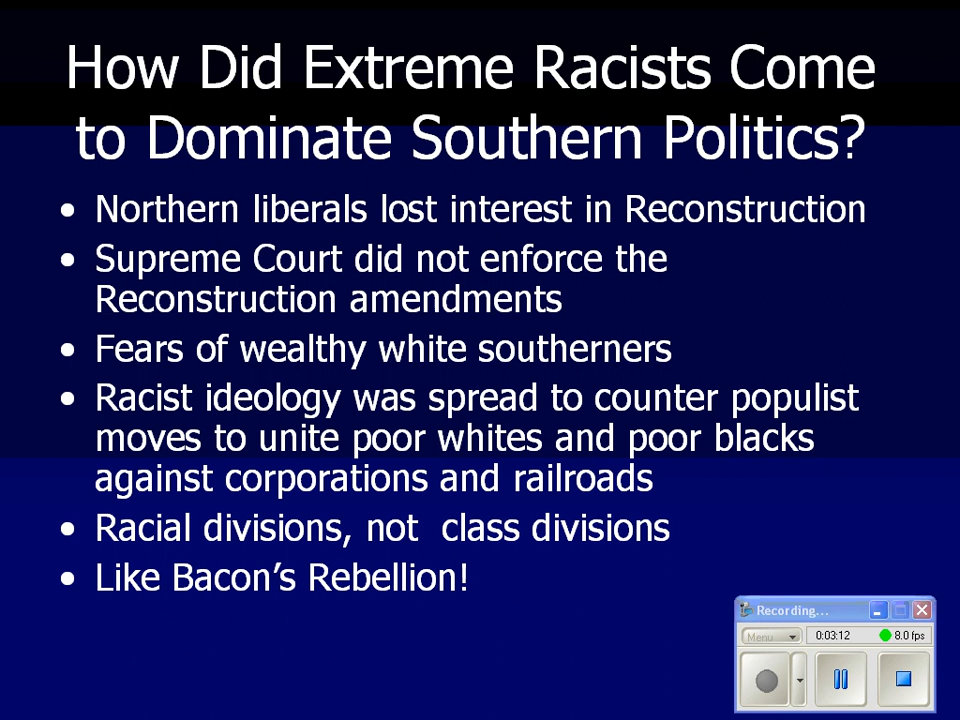 How Did Extreme Racists Come
to Dominate Southern Politics?
• Northern liberals lost interest in Reconstruction
• Supreme Court did not enforce the
Reconstruction amendments
• Fears of wealthy white southerners
• Racist ideology was spread to counter populist
moves to unite poor whites and poor blacks
against corporations and railroads
• Racial divisions, not  class divisions
• Like Bacon's Rebellion!
Recording...
Menu 0:03:12 8.0 fps